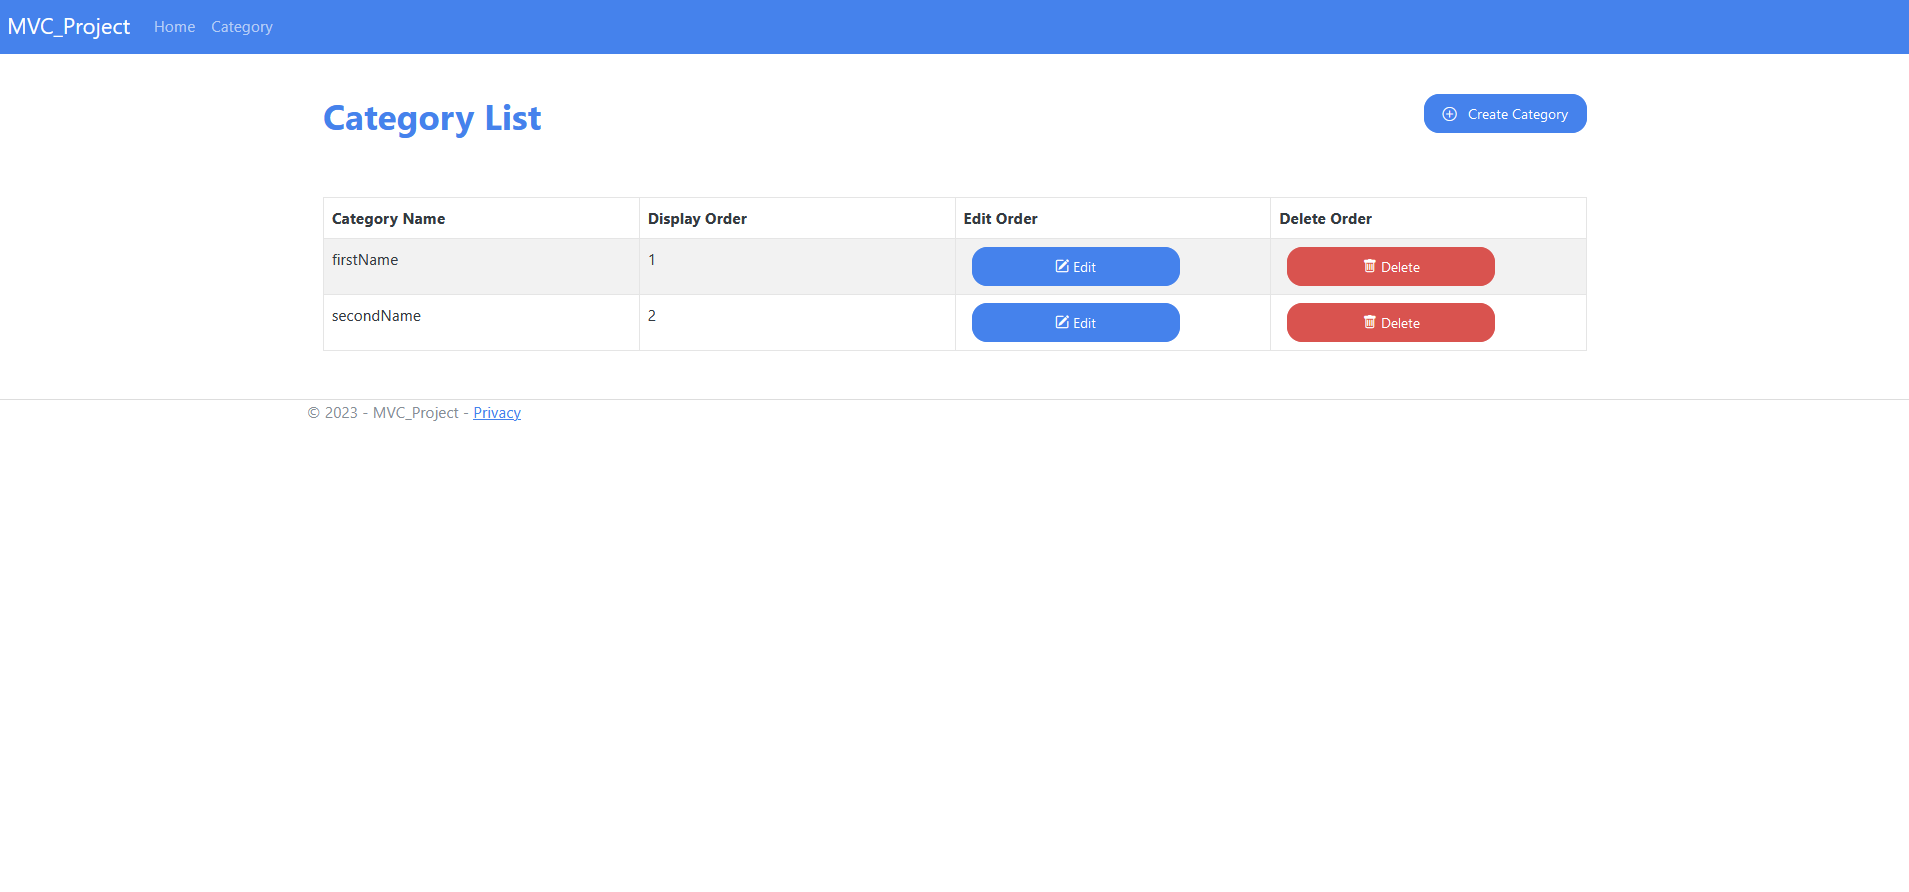 MVC_Project Home Category
Category List
Create Category
Category Name Display Order Edit Order Delete Order
firstName 1 Edit Delete
secondName 2 Edit Delete
© 2023 - MVC_Project - Privacy